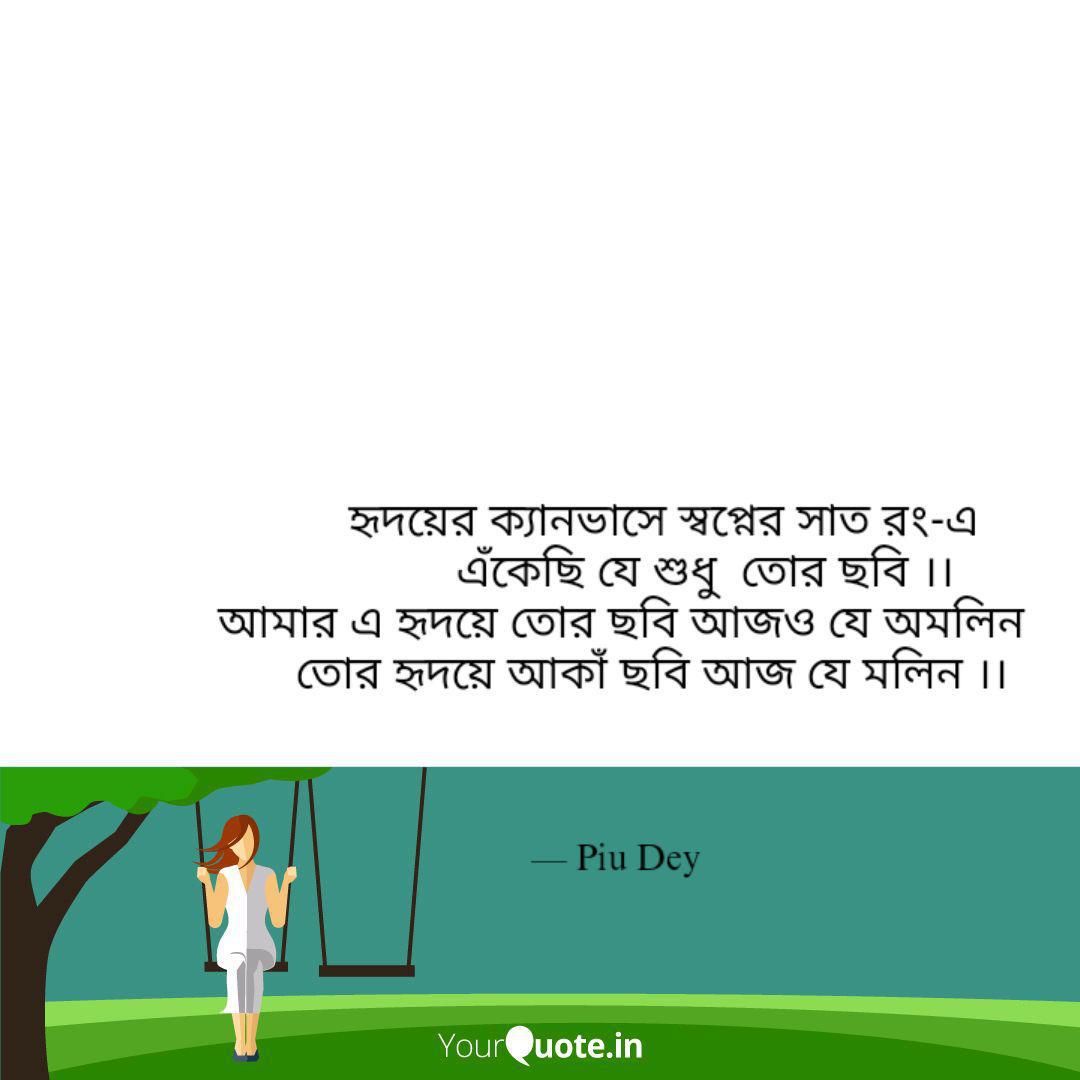 হৃদয়ের ক্যানভাসে স্বপ্নের সাত রং-এ
এঁকেছি যে শুধু তোর ছবি ।।
আমার এ হৃদয়ে তোর ছবি আজও যে অমলিন
তোর হৃদয়ে আকাঁ ছবি আজ যে মলিন ।।
— Piu Dey
YourQuote.in